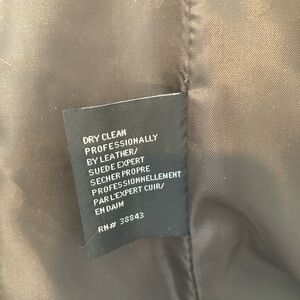 DRY CLEAN
PROFESSIONALLY
BY LEATHER/
SUEDE EXPERT
SECHER PROPRE
PROFESSIONNELLEMENT
PAR L'EXPERT CUIR/
EN DAIM
RN# 38843